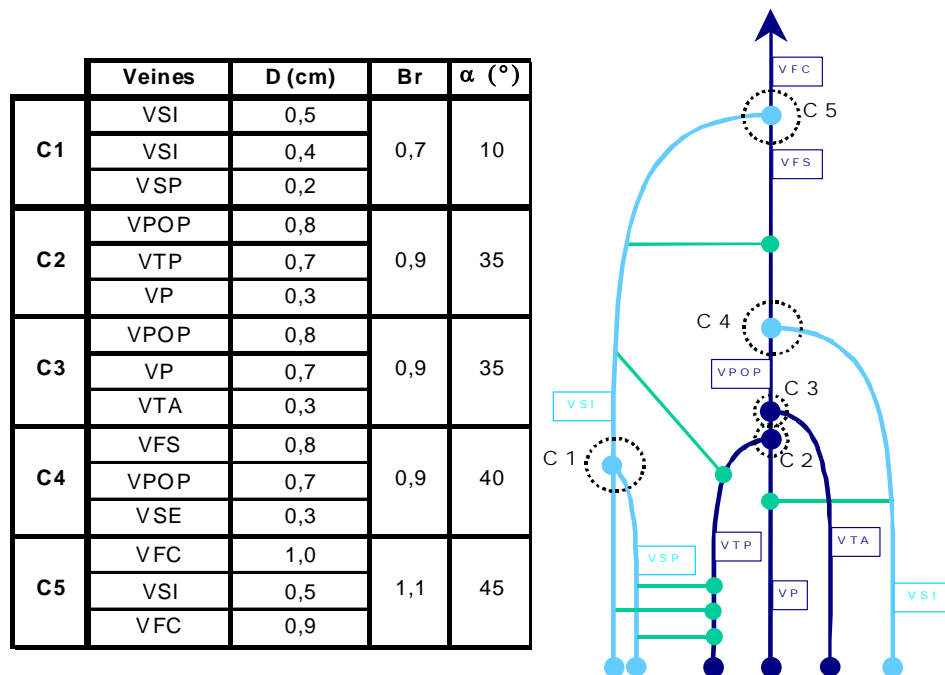 Veines D (cm) Br α (°)
C1 VSI 0,5 0,7 10
VSI 0,4
VSP 0,2
C2 VPOP 0,8 0,9 35
VTP 0,7
VP 0,3
C3 VPOP 0,8 0,9 35
VP 0,7
VTA 0,3
C4 VFS 0,8 0,9 40
VPOP 0,7
VSE 0,3
C5 VFC 1,0 1,1 45
VSI 0,5
VFC 0,9
VFC
C 5
VFS
C 4
VPOP
C 3
VSI
C 1
C 2
VTP
VTA
VSP
VP
VSI